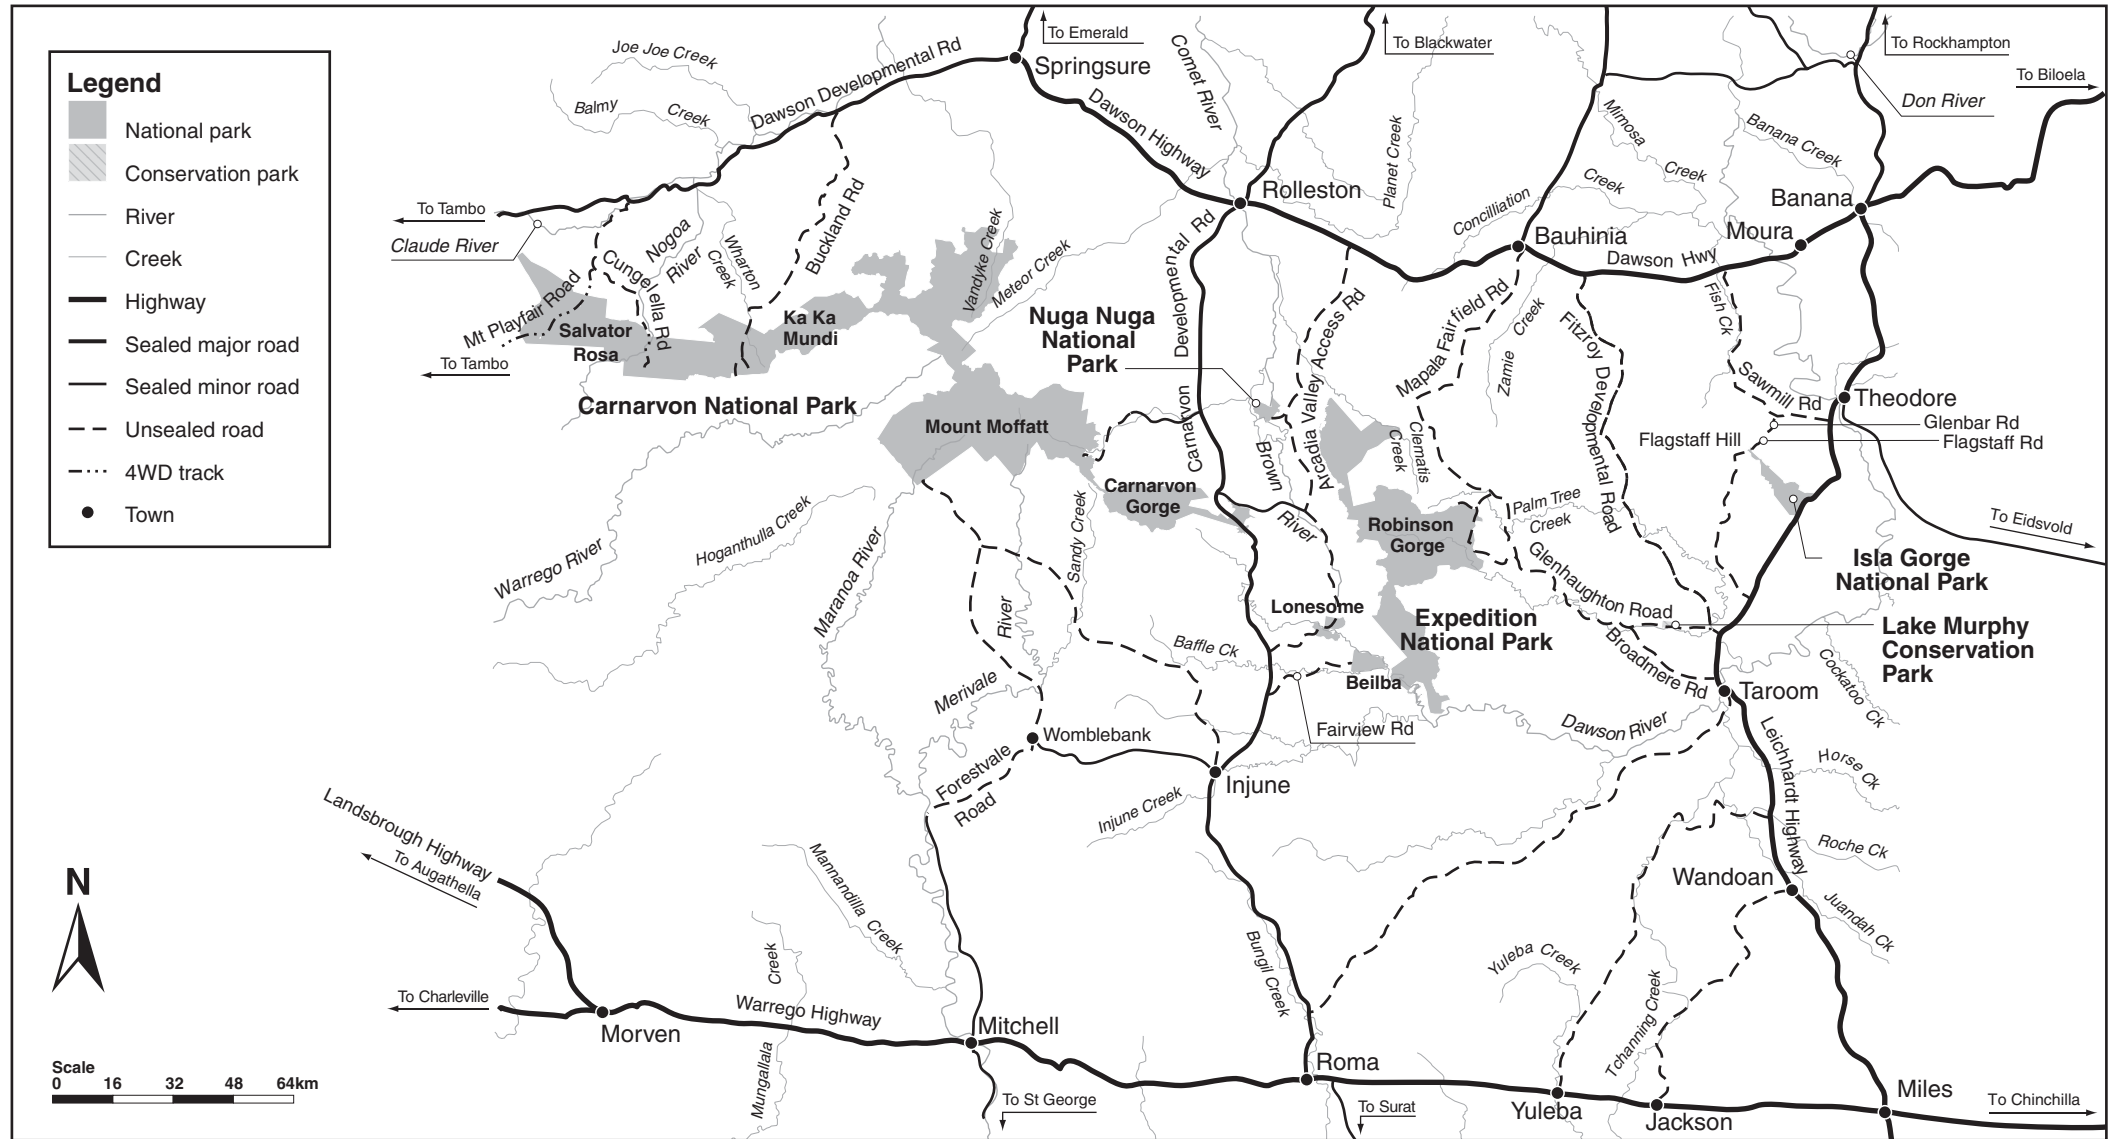 Legend
National park
Conservation park
River
Creek
Highway
Sealed major road
Sealed minor road
Unsealed road
4WD track
Town
N
Scale
0 16 32 48 64km
To Emerald
To Blackwater
To Rockhampton
To Biloela
Don River
Joe Joe Creek
Balmy
Creek
Dawson Developmental Rd
Springsure
Dawson Highway
Comet River
Planet Creek
Mimosa
Creek
Banana Creek
Rolleston
Concilliation
Creek
Banana
Moura
Bauhinia
Dawson Hwy
To Tambo
Claude River
Nogoa
River
Wharton
Creek
Buckland Rd
Cungelella Rd
Mt Playfair Road
To Tambo
Salvator
Rosa
Ka Ka
Mundi
Vandyke Creek
Meteor Creek
Carnarvon National Park
Nuga Nuga
National
Park
Carnarvon
Developmental Rd
Arcadia Valley Access Rd
Mapala Fairfield Rd
Zamie
Creek
Fitzroy Developmental Road
Fish Ck
Sawmill Rd
Theodore
Glenbar Rd
Flagstaff Rd
Flagstaff Hill
Mount Moffatt
Carnarvon
Gorge
Brown
River
Clematis
Creek
Robinson
Gorge
Palm Tree
Creek
To Eidsvold
Isla Gorge
National Park
Warrego River
Hoganthulla Creek
Maranoa River
Sandy Creek
Merivale
River
Lonesome
Expedition
National Park
Glenhaughton Road
Broadmere Rd
Lake Murphy
Conservation
Park
Baffle Ck
Beilba
Fairview Rd
Taroom
Cockatoo Ck
Dawson River
Womblebank
Forestvale
Road
Injune
Injune Creek
Leichhardt Highway
Horse Ck
Roche Ck
Landsbrough Highway
To Augathella
Mannandilla Creek
Wandoan
Juandah Ck
Yuleba Creek
Tchanning Creek
Bungil Creek
To Charleville
Morven
Warrego Highway
Mungallala
Creek
Mitchell
To St George
Roma
To Surat
Yuleba
Jackson
Miles
To Chinchilla